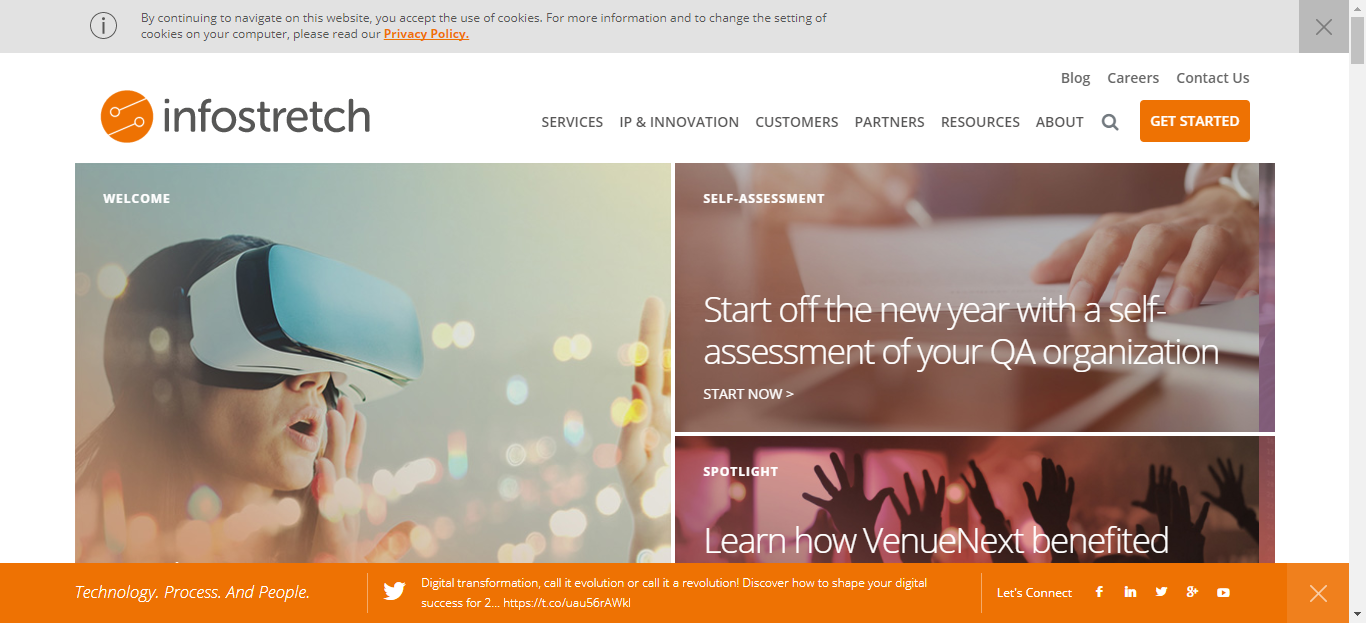 By continuing to navigate on this website, you accept the use of cookies. For more information and to change the setting of
cookies on your computer, please read our Privacy Policy.
Blog Careers Contact Us
infostretch
SERVICES IP & INNOVATION CUSTOMERS PARTNERS RESOURCES ABOUT GET STARTED
WELCOME
SELF-ASSESSMENT
Start off the new year with a self-
assessment of your QA organization
START NOW >
SPOTLIGHT
Learn how VenueNext benefited
Technology. Process. And People.
Digital transformation, call it evolution or call it a revolution! Discover how to shape your digital
success for 2... https://t.co/uau56rAWkl
Let's Connect